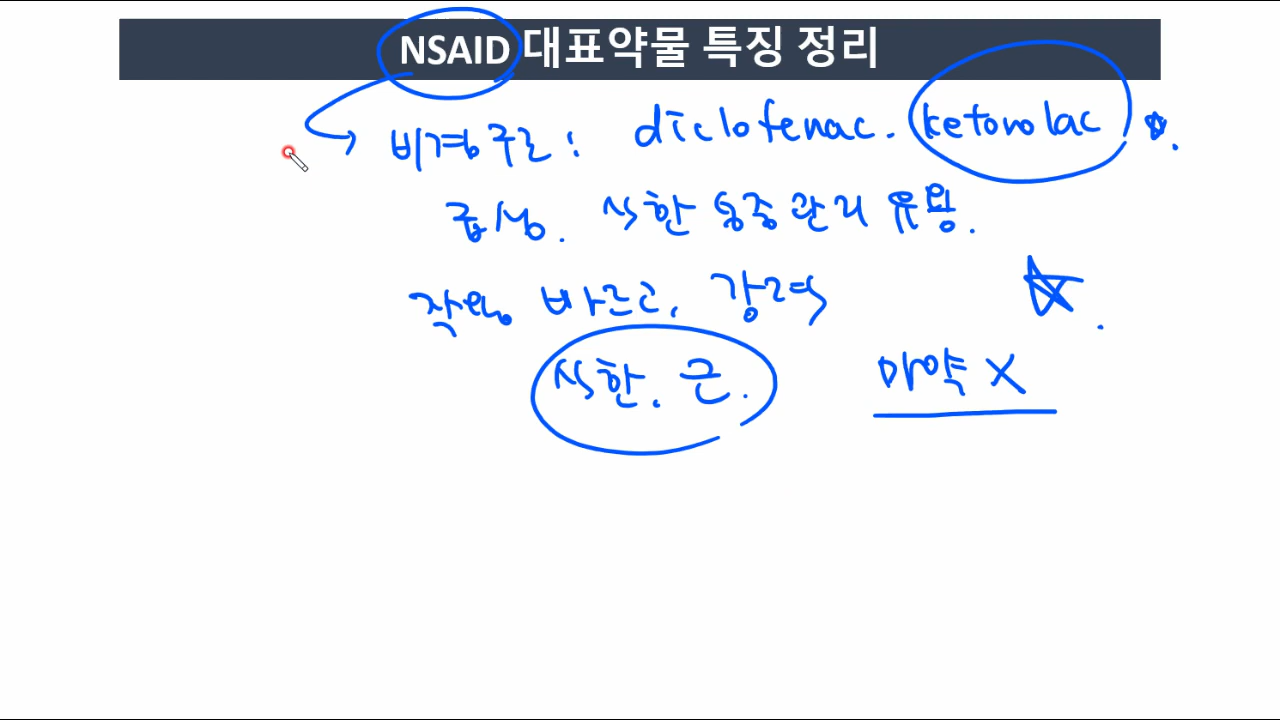 NSAID 대표약물 특징 정리
비경구로 : diclofenac. ketorolac
급성. 심한 통증 관리 유용.
작용 빠르고, 강력
심한. 근.
마약 X